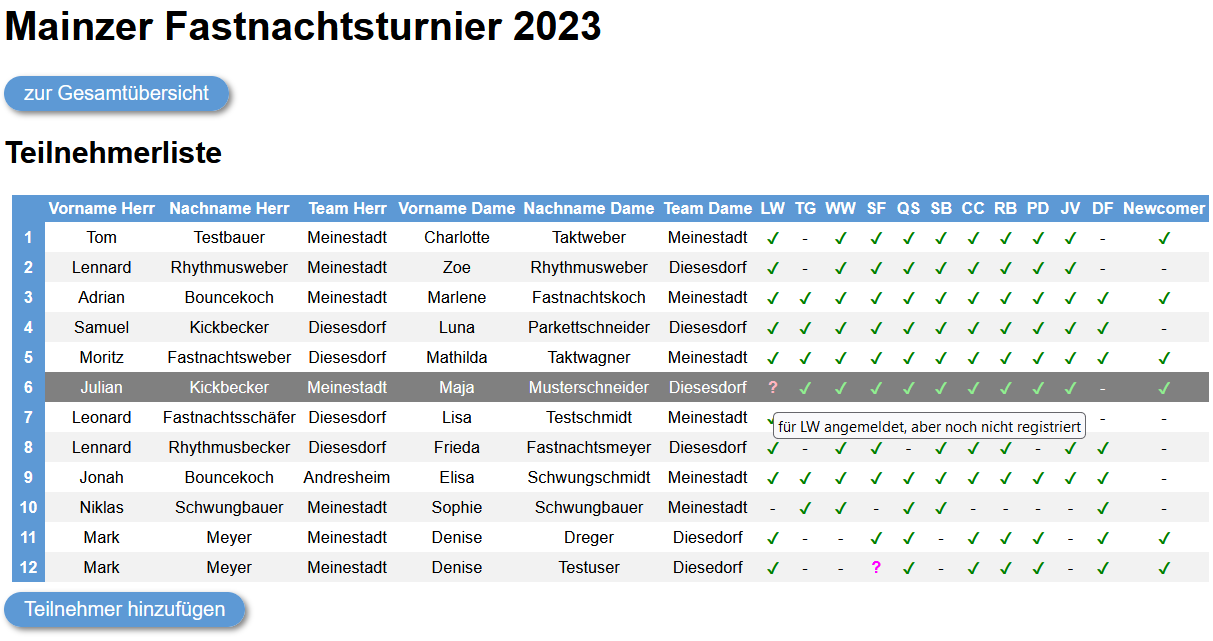 Mainzer Fastnachtsturnier 2023
zur Gesamtübersicht
Teilnehmerliste
Vorname Herr Nachname Herr Team Herr Vorname Dame Nachname Dame Team Dame LW TG WW SF QS SB CC RB PD JV DF Newcomer
1 Tom Testbauer Meinestadt Charlotte Taktweber Meinestadt ✓ - ✓ ✓ ✓ ✓ ✓ ✓ ✓ ✓ - ✓
2 Lennard Rhythmusweber Meinestadt Zoe Rhythmusweber Diesesdorf ✓ - ✓ ✓ ✓ ✓ ✓ ✓ ✓ ✓ - -
3 Adrian Bouncekoch Meinestadt Marlene Fastnachtskoch Meinestadt ✓ ✓ ✓ ✓ ✓ ✓ ✓ ✓ ✓ ✓ ✓ ✓
4 Samuel Kickbecker Diesesdorf Luna Parkettschneider Diesesdorf ✓ ✓ ✓ ✓ ✓ ✓ ✓ ✓ ✓ ✓ ✓ -
5 Moritz Fastnachtsweber Diesesdorf Mathilda Taktwagner Meinestadt ✓ ✓ ✓ ✓ ✓ ✓ ✓ ✓ ✓ ✓ ✓ ✓
6 Julian Kickbecker Meinestadt Maja Musterschneider Diesesdorf ? ✓ ✓ ✓ ✓ ✓ ✓ ✓ ✓ ✓ - ✓
7 Leonard Fastnachtsschäfer Diesesdorf Lisa Testschmidt Meinestadt - -
für LW angemeldet, aber noch nicht registriert
8 Lennard Rhythmusbecker Diesesdorf Frieda Fastnachtsmeyer Diesesdorf ✓ - ✓ ✓ - ✓ ✓ ✓ - ✓ ✓ -
9 Jonah Bouncekoch Andresheim Elisa Schwungschmidt Meinestadt ✓ ✓ ✓ ✓ ✓ ✓ ✓ ✓ ✓ ✓ ✓ -
10 Niklas Schwungbauer Meinestadt Sophie Schwungbauer Meinestadt - ✓ ✓ - ✓ ✓ - - - - ✓ -
11 Mark Meyer Meinestadt Denise Dreger Diesedorf ✓ - - ✓ ✓ - ✓ ✓ ✓ - ✓ ✓
12 Mark Meyer Meinestadt Denise Testuser Diesedorf ✓ - - ? ✓ - ✓ ✓ ✓ - ✓ ✓
Teilnehmer hinzufügen